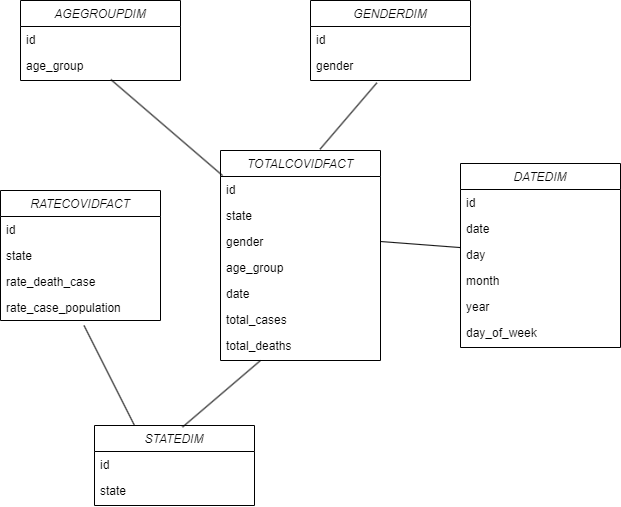 AGEGROUPDIM
id
age_group
GENDERDIM
id
gender
TOTALCOVIDFACT
id
state
gender
age_group
date
total_cases
total_deaths
DATEDIM
id
date
day
month
year
day_of_week
RATECOVIDFACT
id
state
rate_death_case
rate_case_population
STATEDIM
id
state